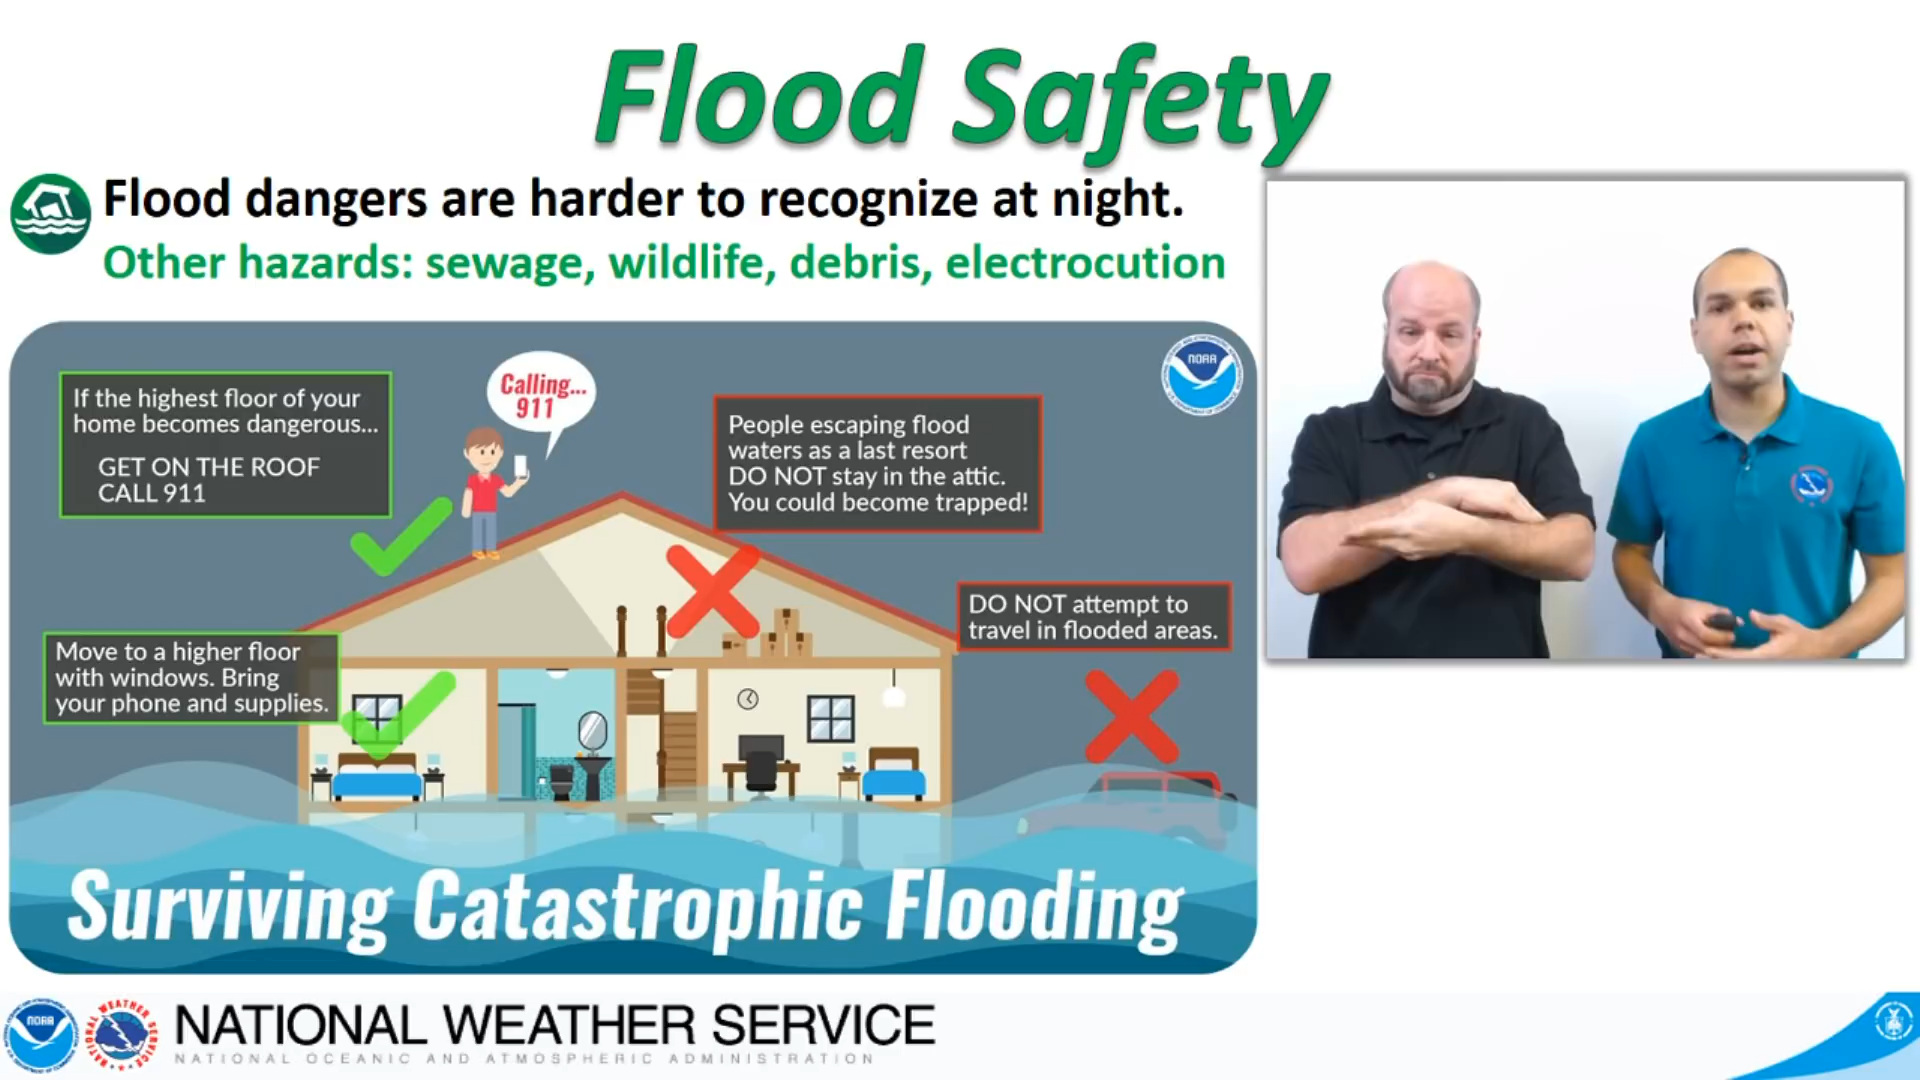 Flood Safety
Flood dangers are harder to recognize at night.
Other hazards: sewage, wildlife, debris, electrocution
If the highest floor of your
home becomes dangerous...
GET ON THE ROOF
CALL 911
Calling...
911
People escaping flood
waters as a last resort
DO NOT stay in the attic.
You could become trapped!
NOAA
DO NOT attempt to
travel in flooded areas.
Move to a higher floor
with windows. Bring
your phone and supplies.
Surviving Catastrophic Flooding
NOAA
WEATHER
SERVICE
NATIONAL
NATIONAL WEATHER SERVICE
NATIONAL OCEANIC AND ATMOSPHERIC ADMINISTRATION